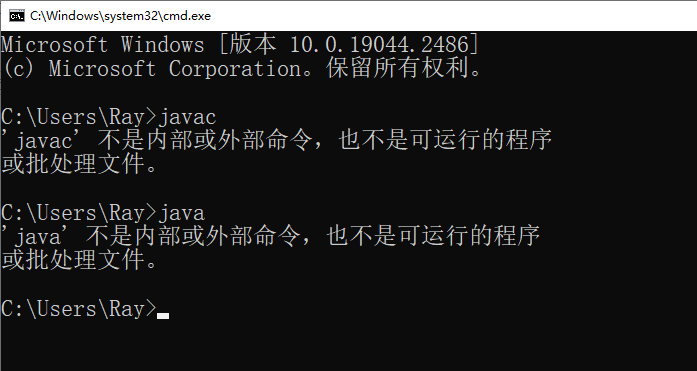 C:\Windows\system32\cmd.exe
Microsoft Windows [版本 10.0.19044.2486]
(c) Microsoft Corporation。保留所有权利。
C:\Users\Ray>javac
'javac' 不是内部或外部命令，也不是可运行的程序
或批处理文件。
C:\Users\Ray>java
'java' 不是内部或外部命令，也不是可运行的程序
或批处理文件。
C:\Users\Ray>